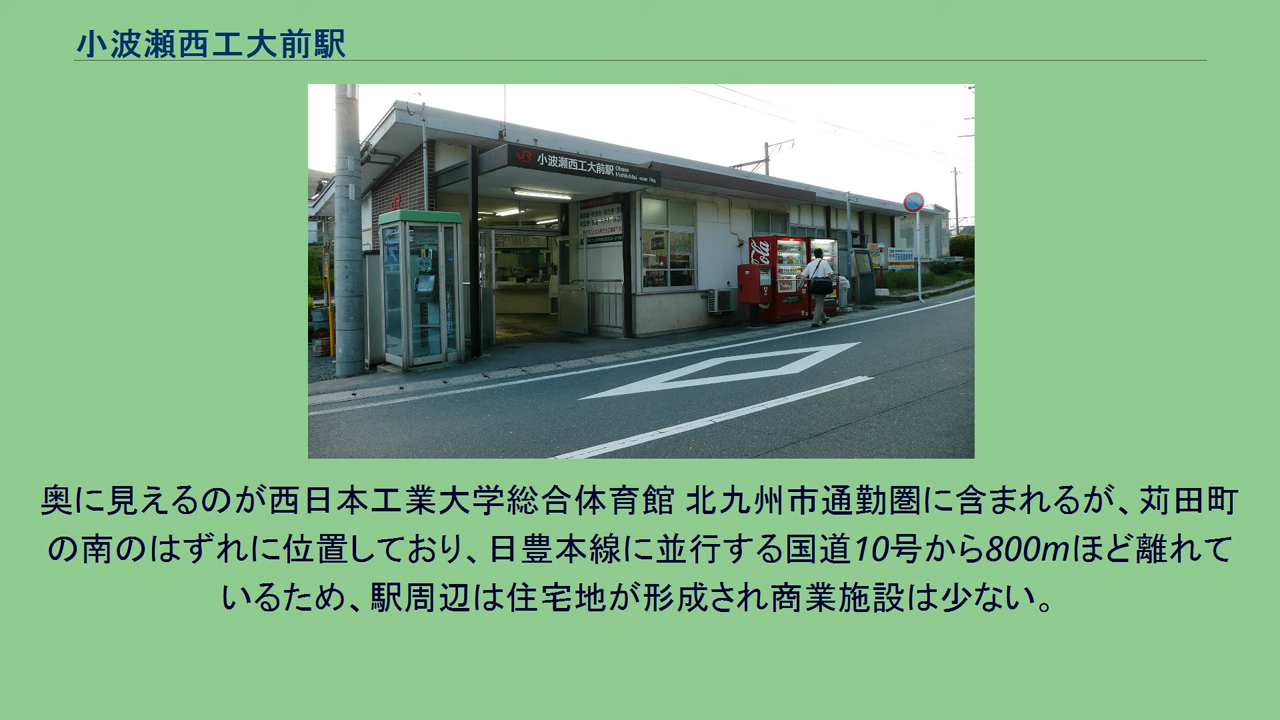 小波瀬西工大前駅
JR 小波瀬西工大前駅 Obase
JR
奥に見えるのが西日本工業大学総合体育館 北九州市通勤圏に含まれるが、苅田町
の南のはずれに位置しており、日豊本線に並行する国道10号から800mほど離れて
いるため、駅周辺は住宅地が形成され商業施設は少ない。